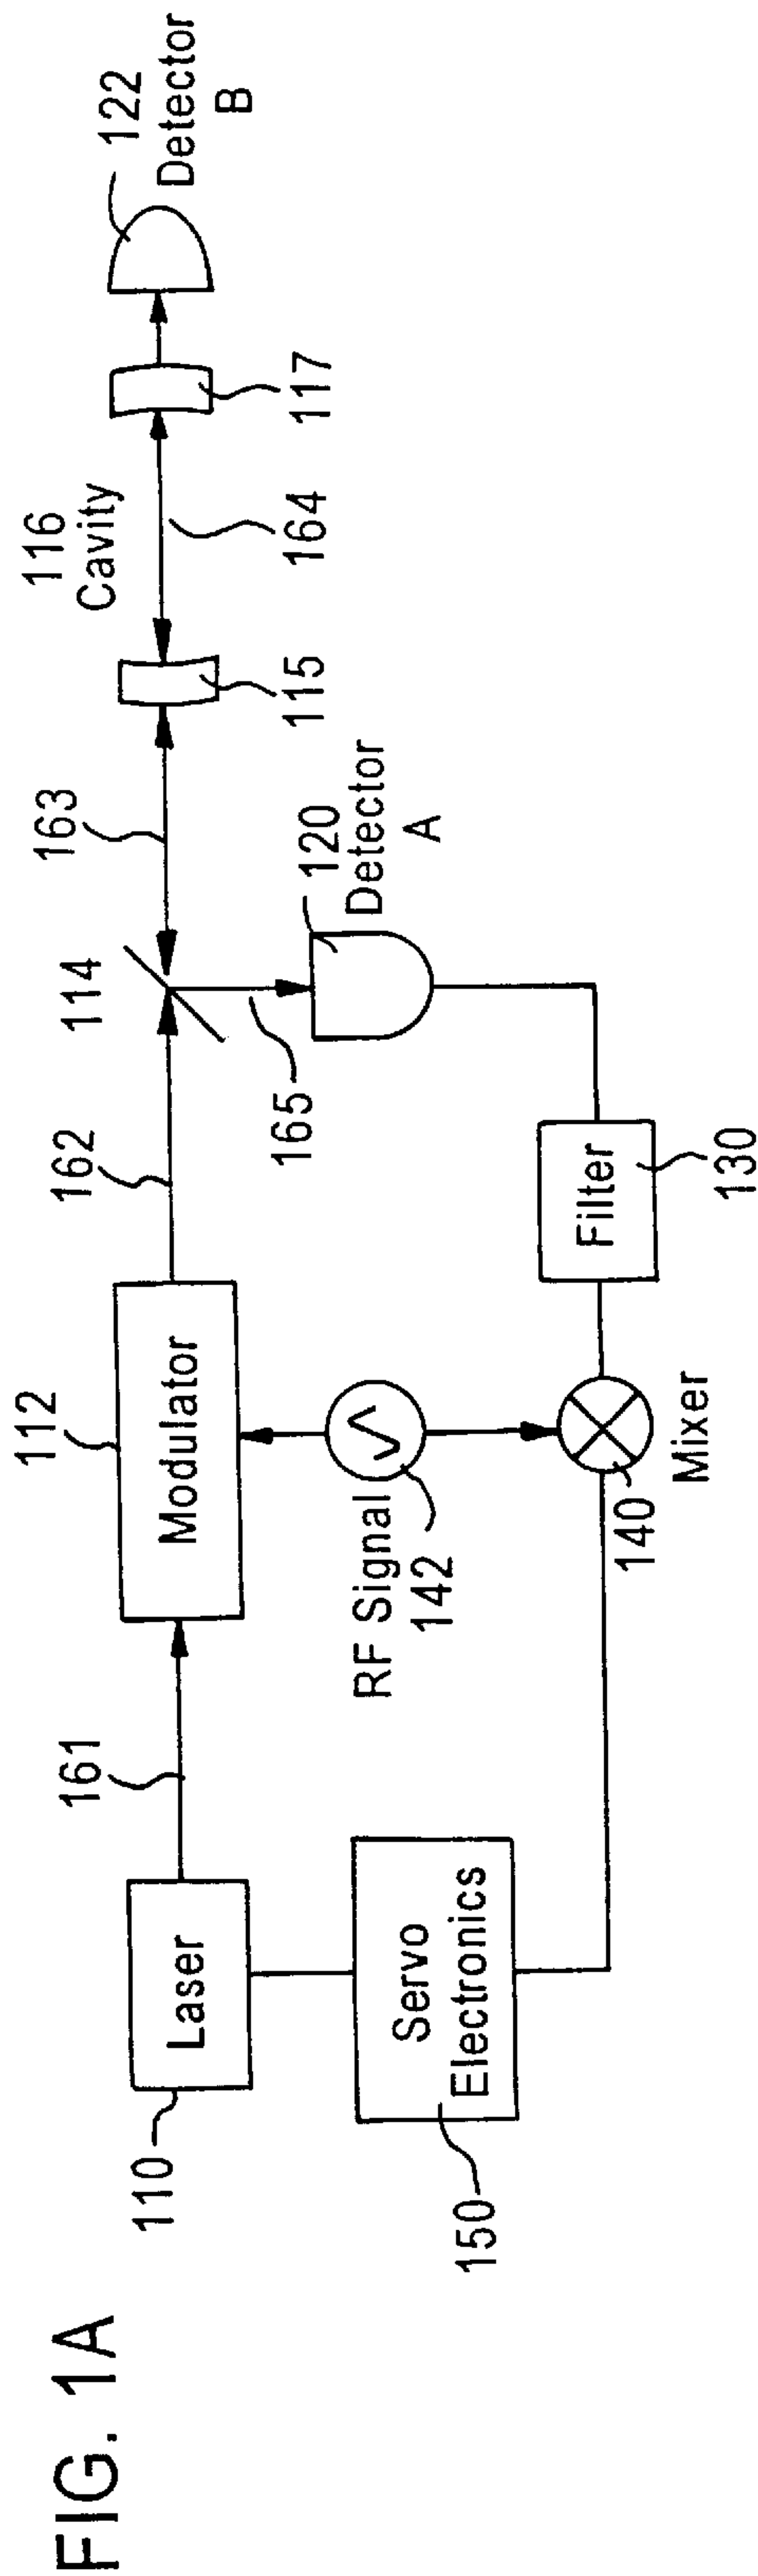 FIG. 1A
110
Laser
161
112
Modulator
162
114
163
115
116
Cavity
164
117
122
Detector
B
165
120
Detector
A
RF Signal
142
150
Servo
Electronics
140
Mixer
Filter
130